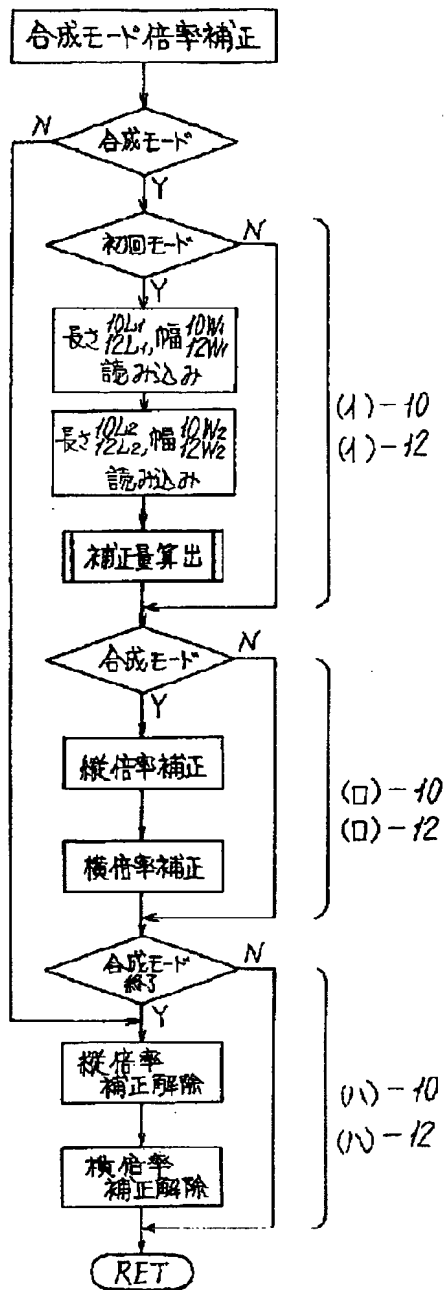 合成モード倍率補正
N
合成モード
Y
初回モード
N
Y
長さ 10L1 12L1, 幅 10W1 12W1
読み込み
長さ 10L2 12L2, 幅 10W2 12W2
読み込み
補正量算出
(イ)-10
(イ)-12
合成モード
N
Y
縦倍率補正
横倍率補正
(ロ)-10
(ロ)-12
合成モード
終了
N
Y
縦倍率
補正解除
横倍率
補正解除
(ハ)-10
(ハ)-12
RET